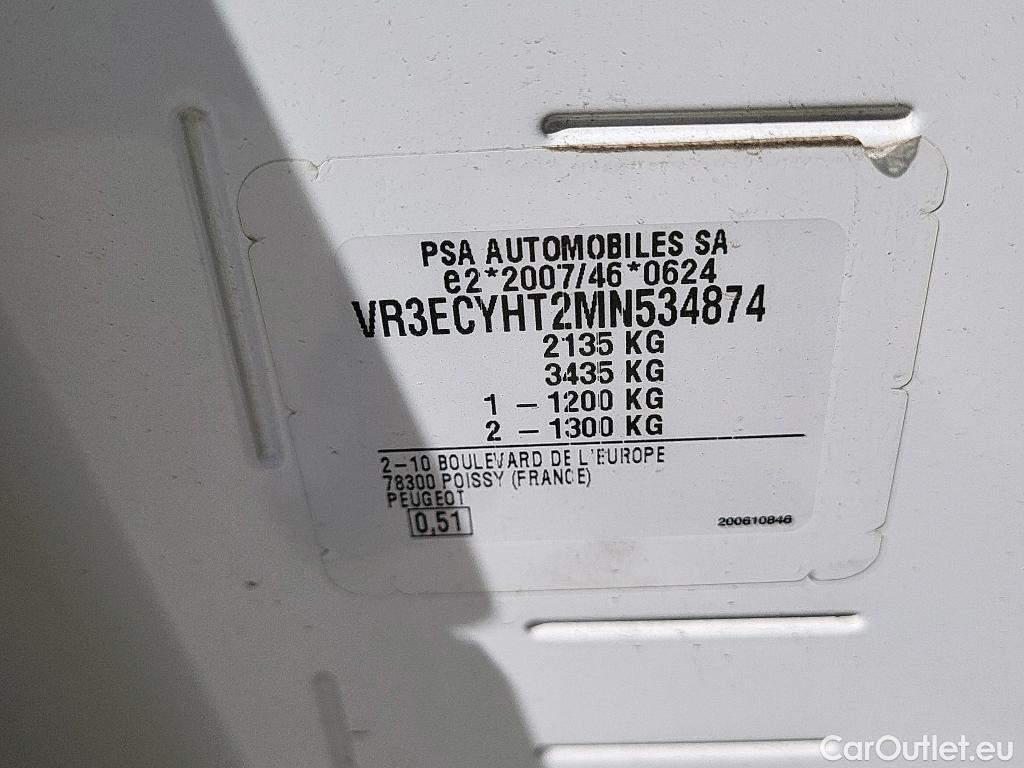 PSA AUTOMOBILES SA
e2*2007/46*0624
VR3ECYHT2MN534874
2135 KG
3435 KG
1 - 1200 KG
2 - 1300 KG
2-10 BOULEVARD DE L'EUROPE
78300 POISSY (FRANCE)
PEUGEOT
0,51
200610846
CarOutlet.eu